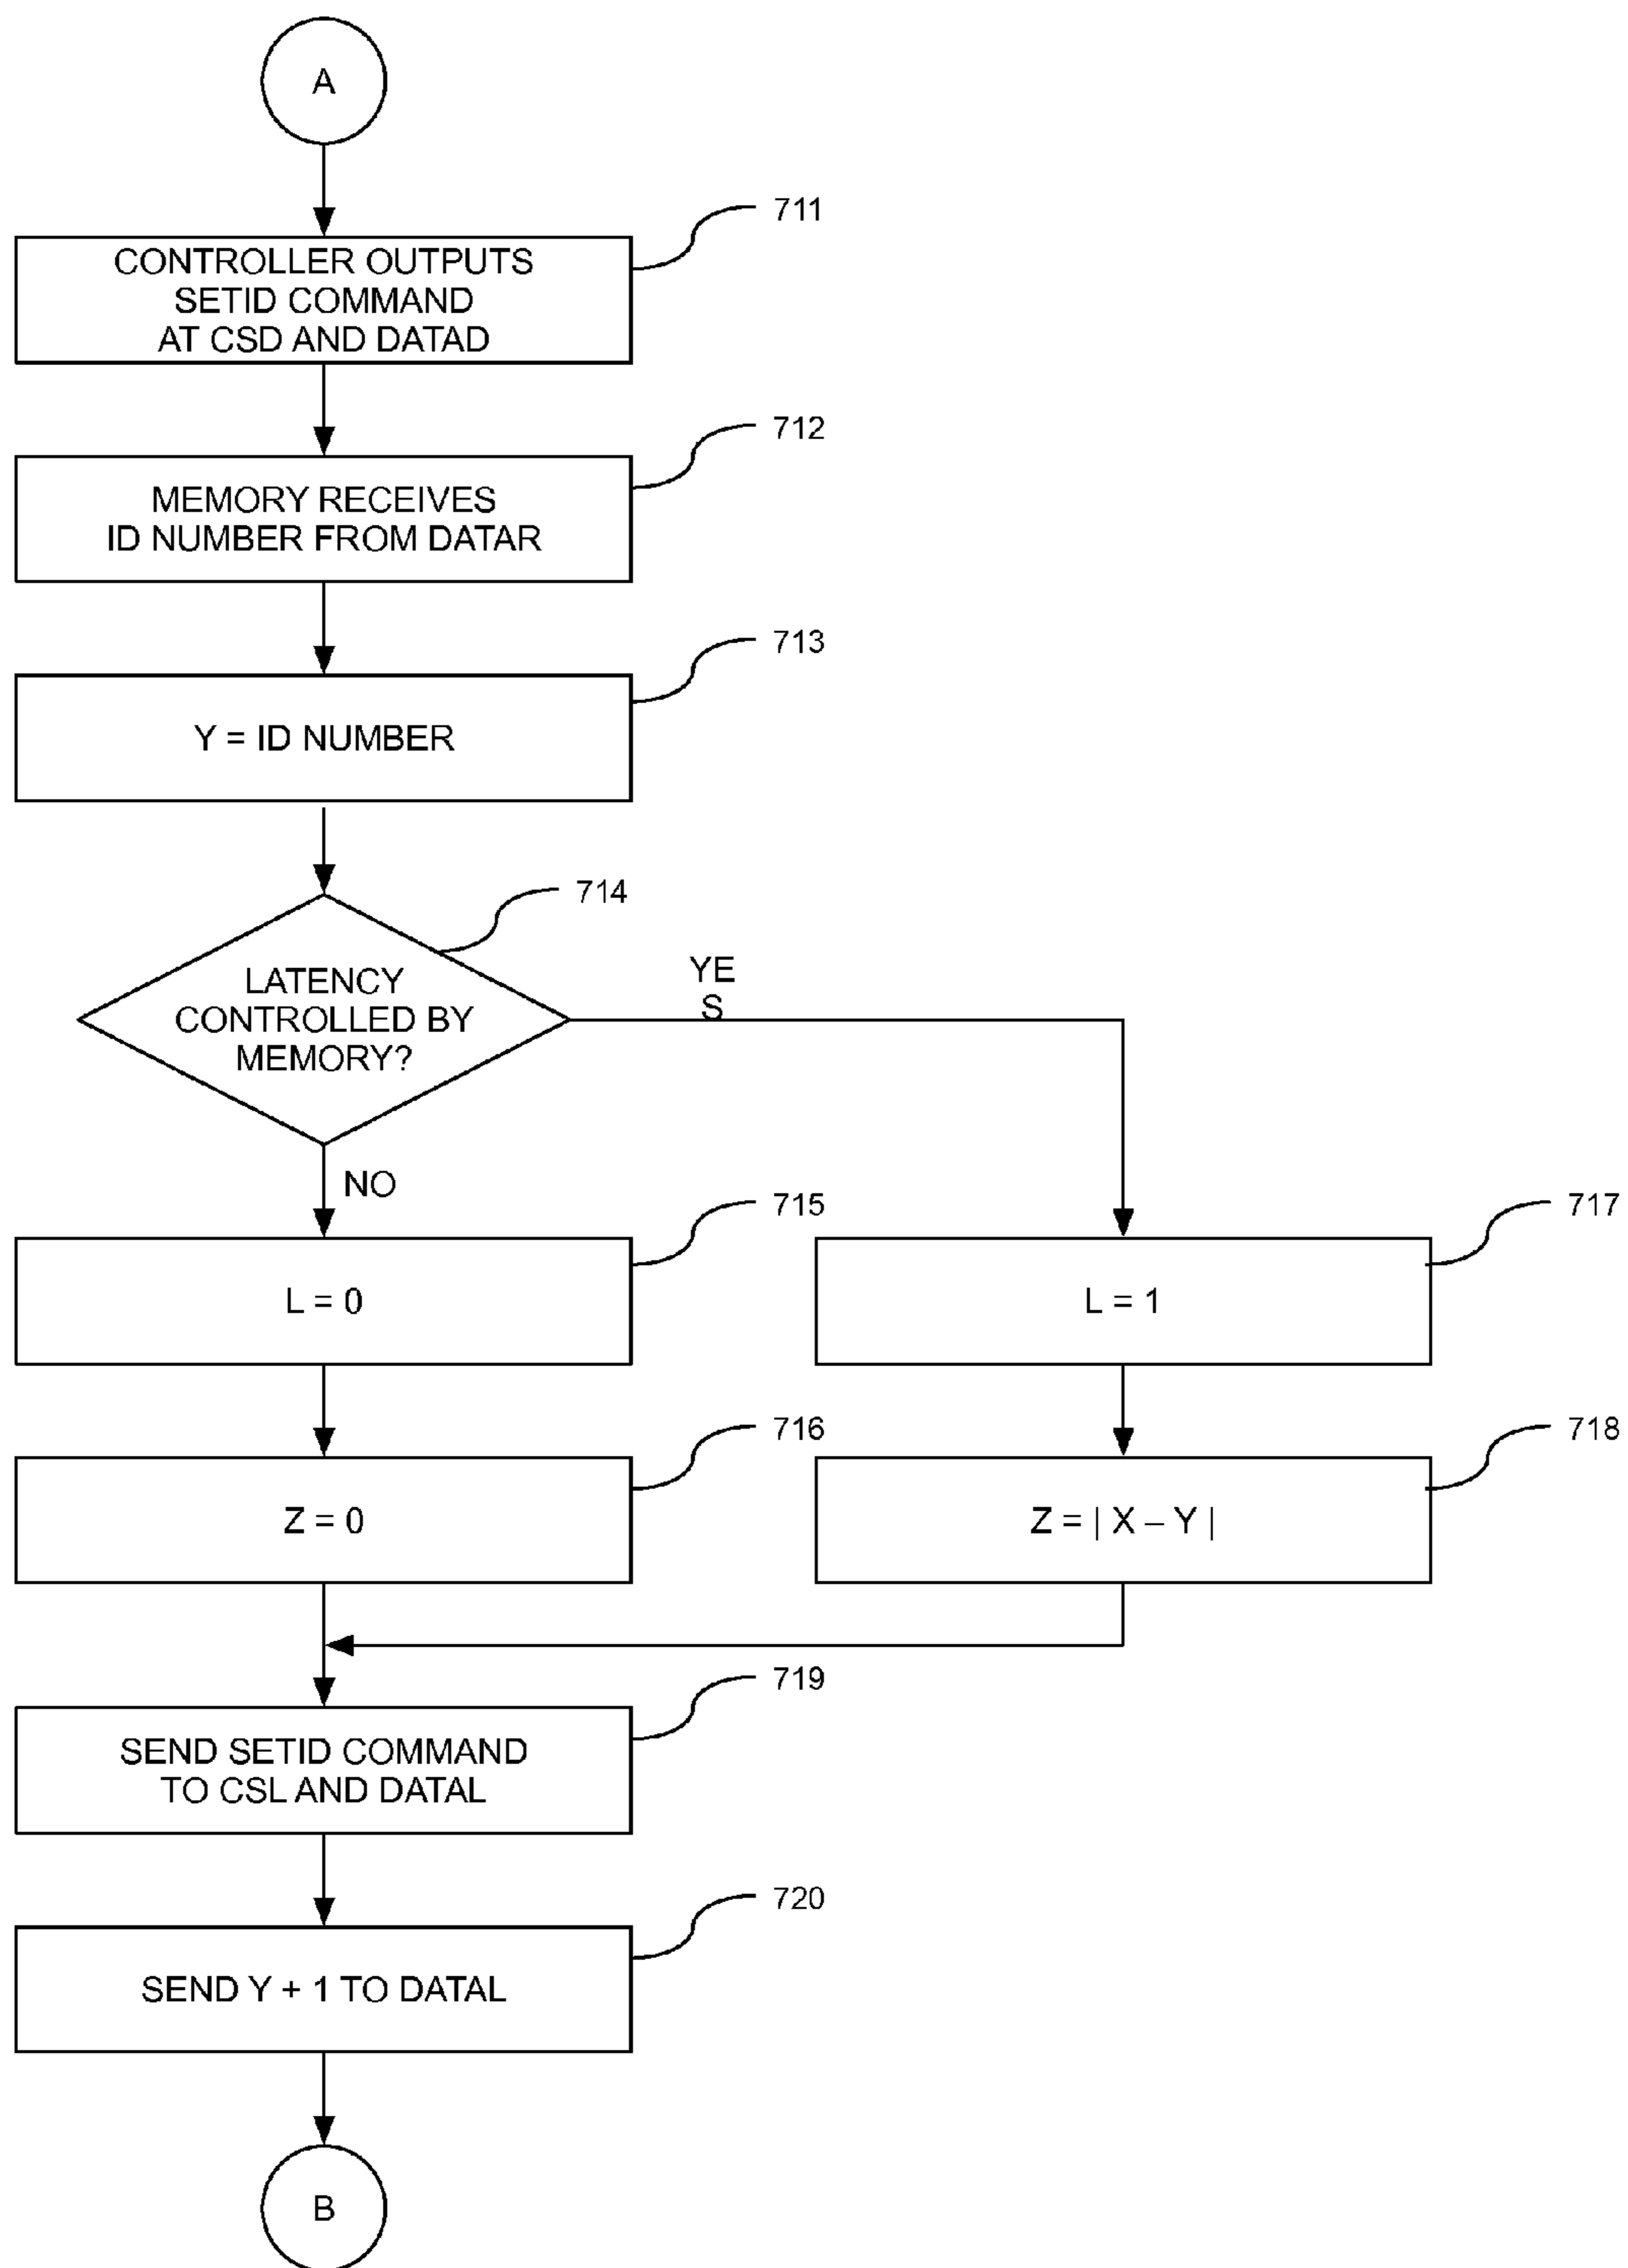 A
711
CONTROLLER OUTPUTS
SETID COMMAND
AT CSD AND DATAD
712
MEMORY RECEIVES
ID NUMBER FROM DATAR
713
Y = ID NUMBER
714
LATENCY
CONTROLLED BY
MEMORY?
YE
S
NO
715
L = 0
717
L = 1
716
Z = 0
718
Z = | X – Y |
719
SEND SETID COMMAND
TO CSL AND DATAL
720
SEND Y + 1 TO DATAL
B